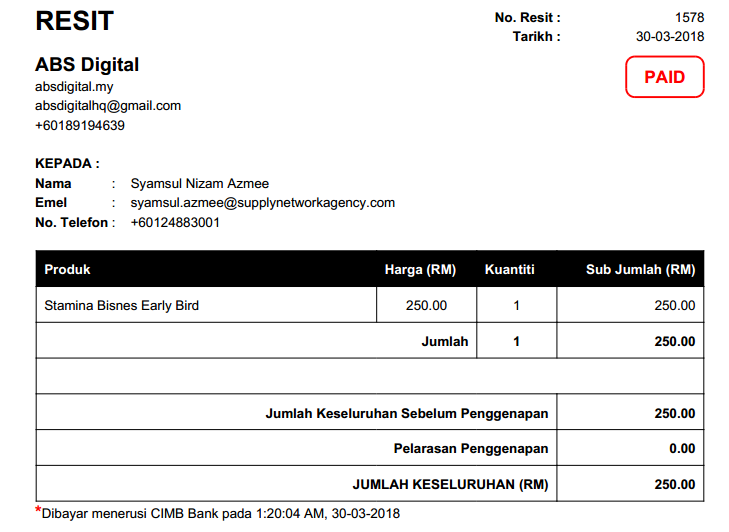 RESIT
No. Resit : 1578
Tarikh : 30-03-2018
ABS Digital
absdigital.my
absdigitalhq@gmail.com
+60189194639
PAID
KEPADA :
Nama : Syamsul Nizam Azmee
Emel : syamsul.azmee@supplynetworkagency.com
No. Telefon : +60124883001
Produk Harga (RM) Kuantiti Sub Jumlah (RM)
Stamina Bisnes Early Bird 250.00 1 250.00
Jumlah 1 250.00
Jumlah Keseluruhan Sebelum Penggenapan 250.00
Pelarasan Penggenapan 0.00
JUMLAH KESELURUHAN (RM) 250.00
*Dibayar menerusi CIMB Bank pada 1:20:04 AM, 30-03-2018